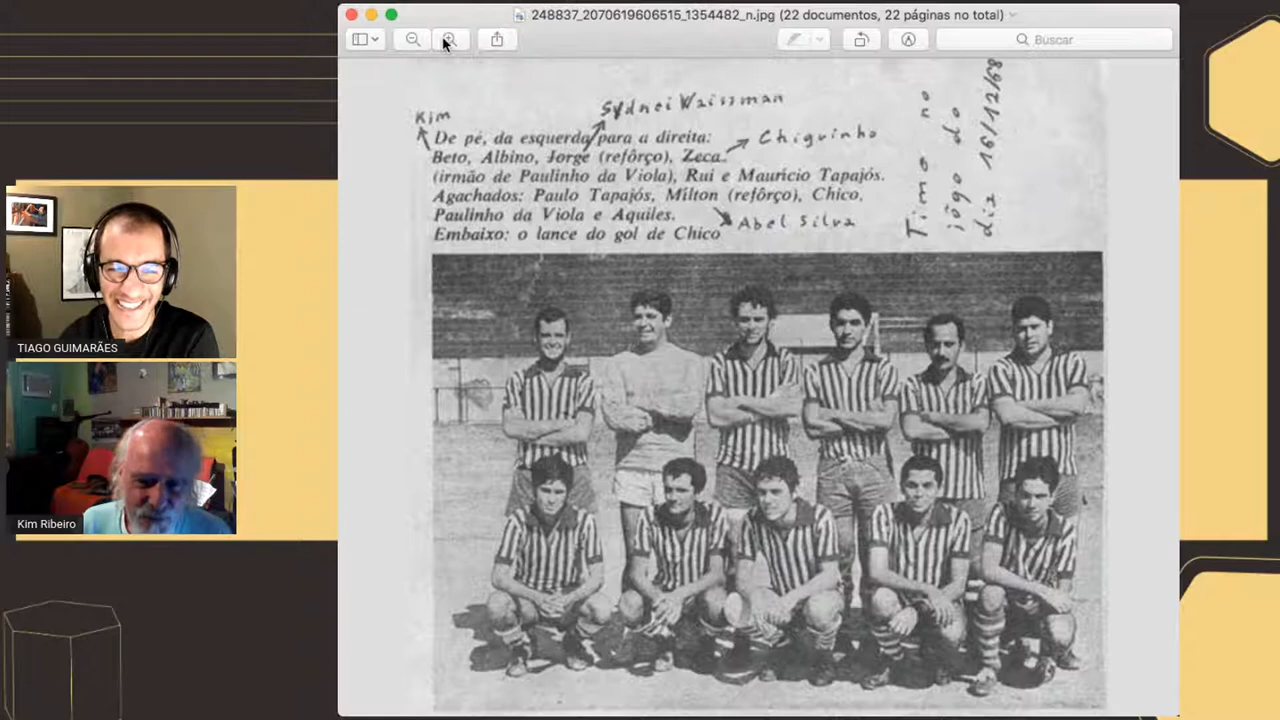 248837_2070619606515_1354482_n.jpg (22 documentos, 22 páginas no total)
Buscar
Kim
Sydnei Waissman
De pé, da esquerda para a direita:
Chiquinho
Beto, Albino, Jorge (refôrço), Zeca.
(irmão de Paulinho da Viola), Rui e Maurício Tapajós.
Agachados: Paulo Tapajós, Mílton (refôrço), Chico,
Paulinho da Viola e Aquiles.
Abel Silva
Embaixo: o lance do gol de Chico
Time no
jôgo do
dia 16/12/68
TIAGO GUIMARÃES
Kim Ribeiro